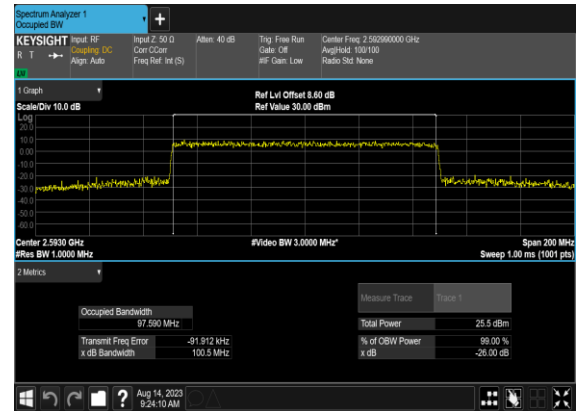 Spectrum Analyzer 1
Occupied BW
KEYSIGHT
R T
Input: RF
Coupling: DC
Align: Auto
Input Z: 50 Ω
Corr CCorr
Freq Ref: Int (S)
Atten: 40 dB
Trig: Free Run
Gate: Off
#IF Gain: Low
Center Freq: 2.592990000 GHz
Avg|Hold: 100/100
Radio Std: None
1 Graph
Scale/Div 10.0 dB
Ref Lvl Offset 8.60 dB
Ref Value 30.00 dBm
Log
20.0
10.0
0.00
-10.0
-20.0
-30.0
-40.0
-50.0
-60.0
Center 2.5930 GHz
#Video BW 3.0000 MHz*
Span 200 MHz
#Res BW 1.0000 MHz
Sweep 1.00 ms (1001 pts)
2 Metrics
Measure Trace
Trace 1
Occupied Bandwidth
97.590 MHz
Total Power
25.5 dBm
Transmit Freq Error
-91.912 kHz
% of OBW Power
99.00 %
x dB Bandwidth
100.5 MHz
x dB
-26.00 dB
?
Aug 14, 2023
9:24:10 AM